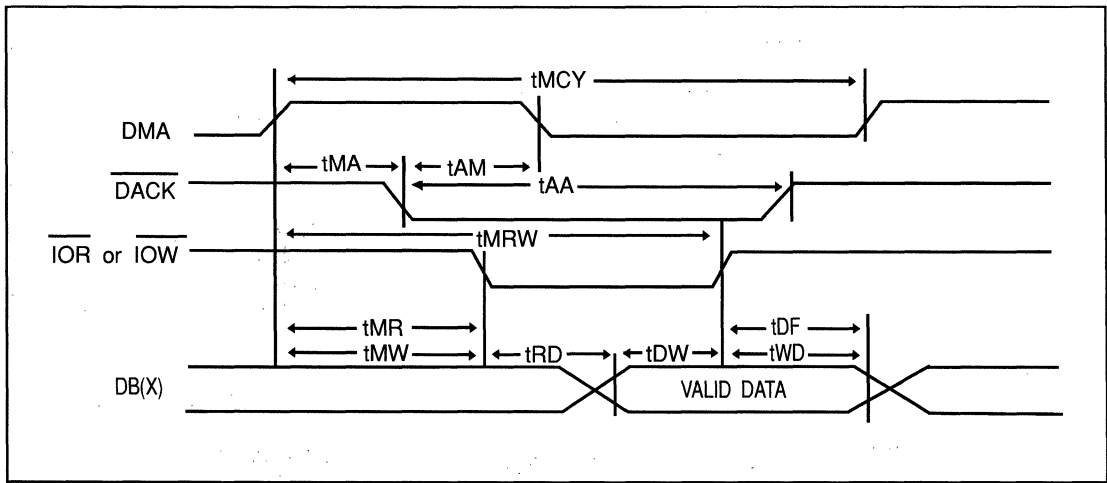 tMCY
DMA
tMA tAM
DACK tAA
tMRW
IOR or IOW
tMR tDF
tMW tRD tDW tWD
DB(X) VALID DATA